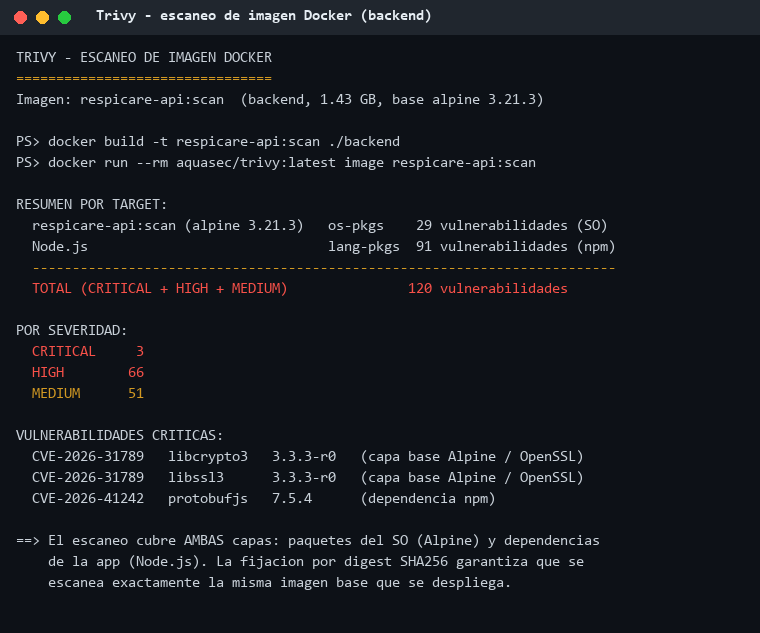 Trivy - escaneo de imagen Docker (backend)
TRIVY - ESCANEO DE IMAGEN DOCKER
================================
Imagen: respicare-api:scan  (backend, 1.43 GB, base alpine 3.21.3)
PS> docker build -t respicare-api:scan ./backend
PS> docker run --rm aquasec/trivy:latest image respicare-api:scan
RESUMEN POR TARGET:
respicare-api:scan (alpine 3.21.3)   os-pkgs    29 vulnerabilidades (SO)
Node.js                              lang-pkgs  91 vulnerabilidades (npm)
-------------------------------------------------------------------------
TOTAL (CRITICAL + HIGH + MEDIUM)               120 vulnerabilidades
POR SEVERIDAD:
CRITICAL     3
HIGH        66
MEDIUM      51
VULNERABILIDADES CRITICAS:
CVE-2026-31789   libcrypto3   3.3.3-r0   (capa base Alpine / OpenSSL)
CVE-2026-31789   libssl3      3.3.3-r0   (capa base Alpine / OpenSSL)
CVE-2026-41242   protobufjs   7.5.4      (dependencia npm)
==> El escaneo cubre AMBAS capas: paquetes del SO (Alpine) y dependencias
de la app (Node.js). La fijacion por digest SHA256 garantiza que se
escanea exactamente la misma imagen base que se despliega.